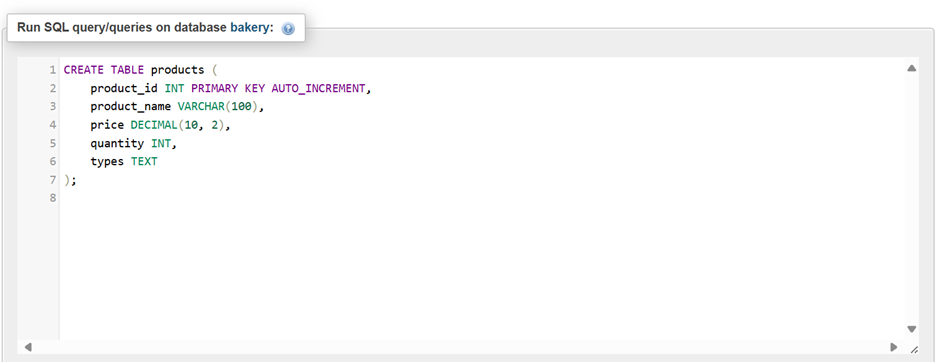 Run SQL query/queries on database bakery:
1 CREATE TABLE products (
2 product_id INT PRIMARY KEY AUTO_INCREMENT,
3 product_name VARCHAR(100),
4 price DECIMAL(10, 2),
5 quantity INT,
6 types TEXT
7 );
8